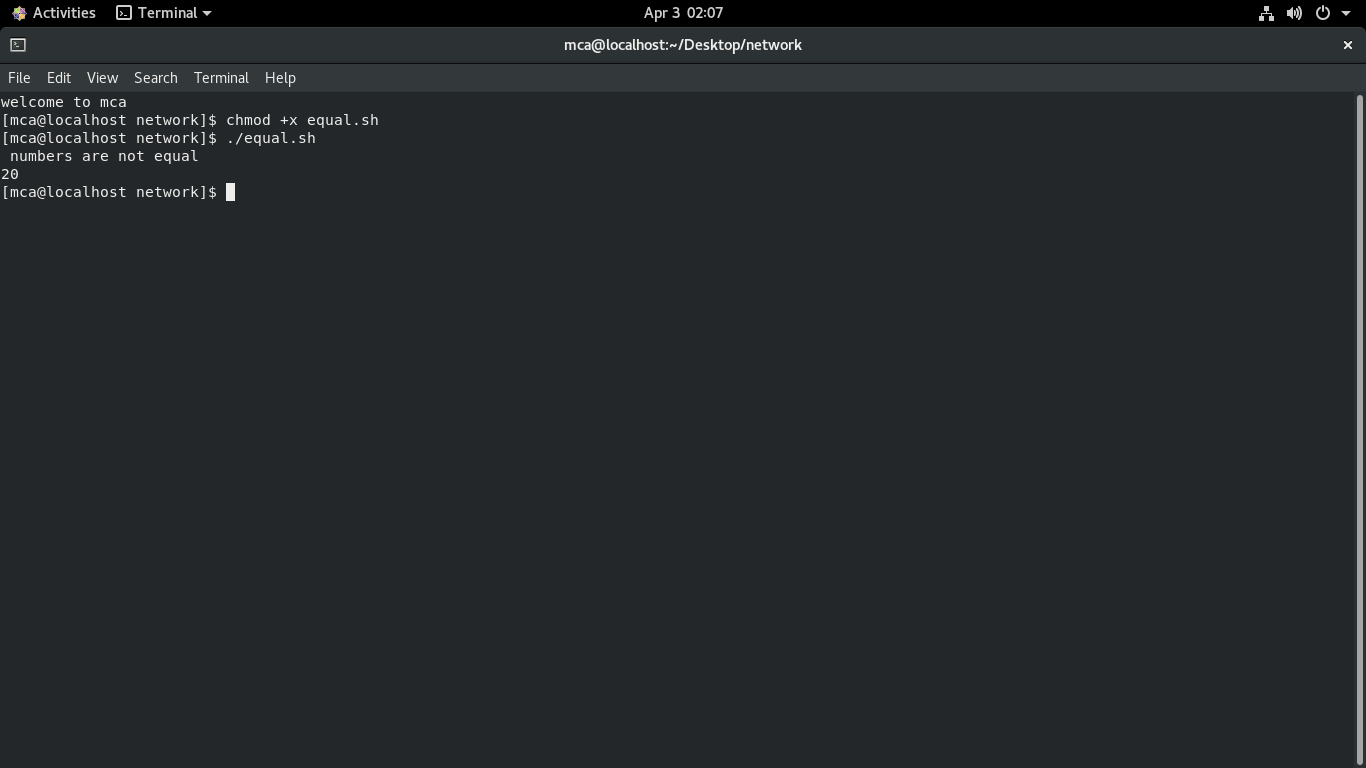 Activities Terminal Apr 3 02:07
mca@localhost:~/Desktop/network
File Edit View Search Terminal Help
welcome to mca
[mca@localhost network]$ chmod +x equal.sh
[mca@localhost network]$ ./equal.sh
 numbers are not equal
20
[mca@localhost network]$